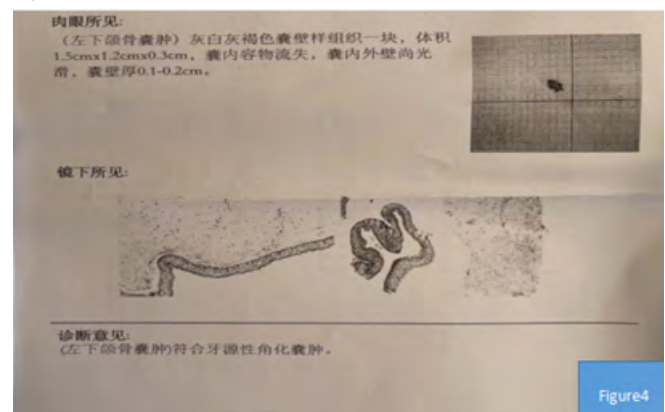 肉眼所见:
（左下颌骨囊肿）灰白灰褐色囊壁样组织一块，体积
1.5cmx1.2cmx0.3cm，囊内容物流失，囊内外壁尚光
滑，囊壁厚0.1-0.2cm。
镜下所见:
诊断意见:
(左下颌骨囊肿)符合牙源性角化囊肿。
Figure4